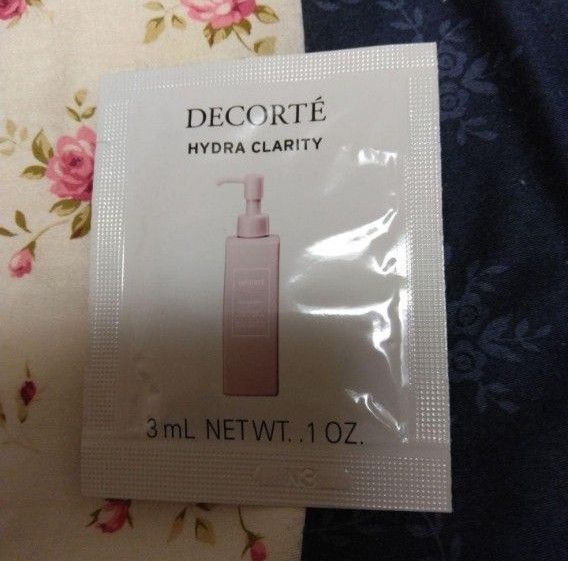 DECORTÉ
HYDRA CLARITY
3 mL NET WT. .1 OZ.